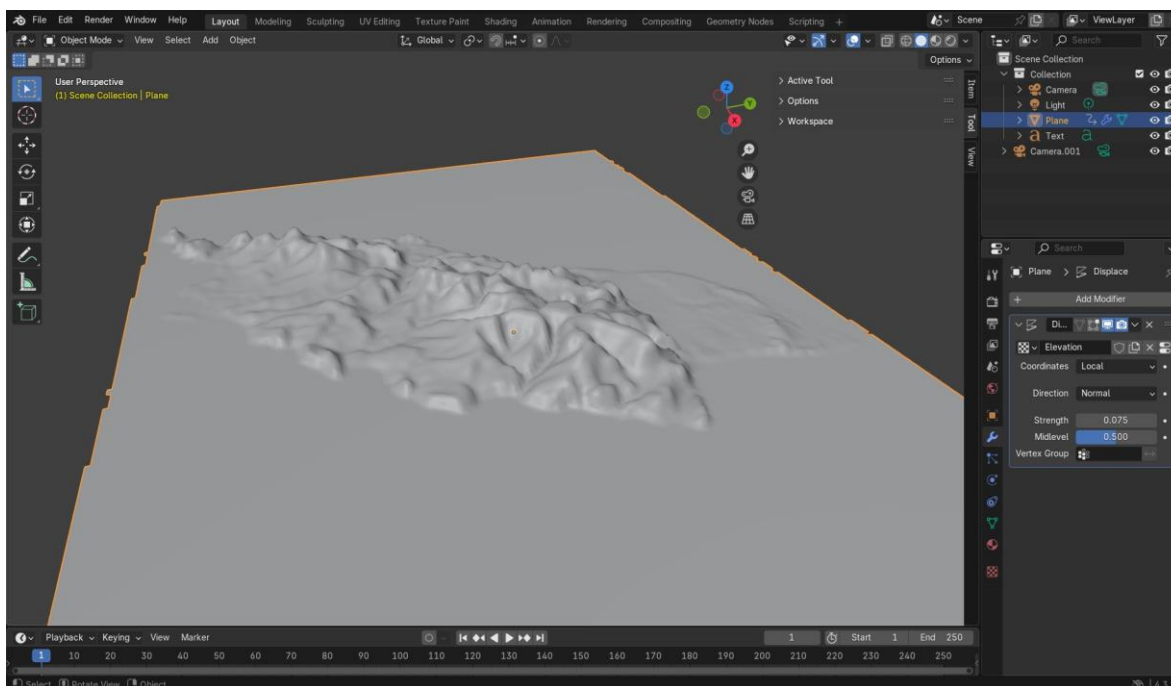 File Edit Render Window Help Layout Modeling Sculpting UV Editing Texture Paint Shading Animation Rendering Compositing Geometry Nodes Scripting + Scene ViewLayer
Object Mode View Select Add Object Global Search
Options
User Perspective
(1) Scene Collection | Plane
Z
Y
X
Active Tool
Options
Workspace
Item
Tool
View
Scene Collection
Collection
Camera
Light
Plane
Text
Camera.001
Search
Plane > Displace
+ Add Modifier
Di...
Elevation
Coordinates Local
Direction Normal
Strength 0.075
Midlevel 0.500
Vertex Group
Playback Keying View Marker 1 Start 1 End 250
1 10 20 30 40 50 60 70 80 90 100 110 120 130 140 150 160 170 180 190 200 210 220 230 240 250
Select Rotate View Object 4.3